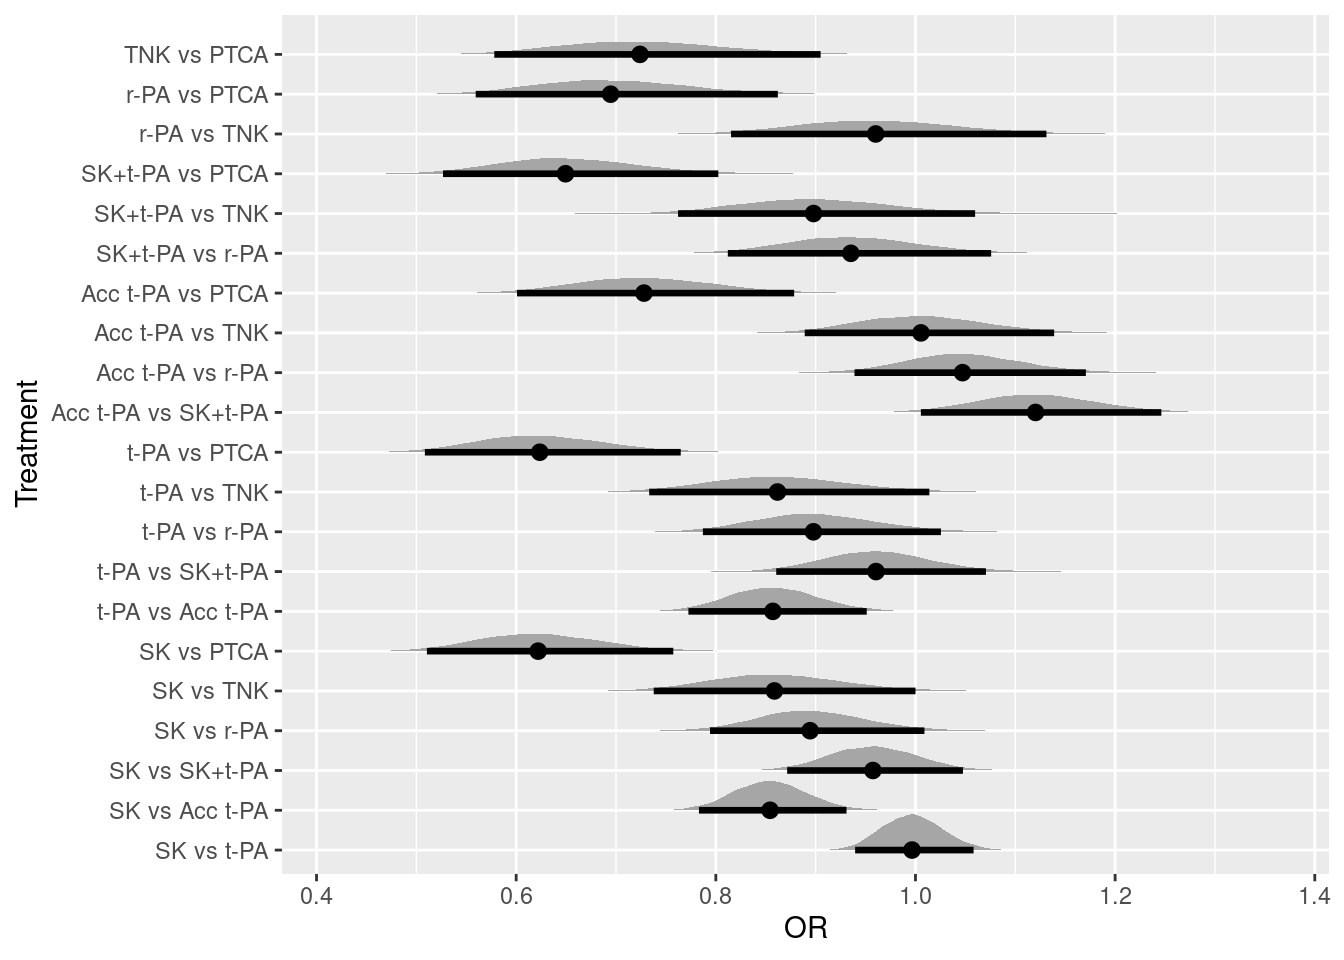 TNK vs PTCA
r-PA vs PTCA
r-PA vs TNK
SK+t-PA vs PTCA
SK+t-PA vs TNK
SK+t-PA vs r-PA
Acc t-PA vs PTCA
Acc t-PA vs TNK
Acc t-PA vs r-PA
Acc t-PA vs SK+t-PA
t-PA vs PTCA
t-PA vs TNK
t-PA vs r-PA
t-PA vs SK+t-PA
t-PA vs Acc t-PA
SK vs PTCA
SK vs TNK
SK vs r-PA
SK vs SK+t-PA
SK vs Acc t-PA
SK vs t-PA
Treatment
0.4 0.6 0.8 1.0 1.2 1.4
OR